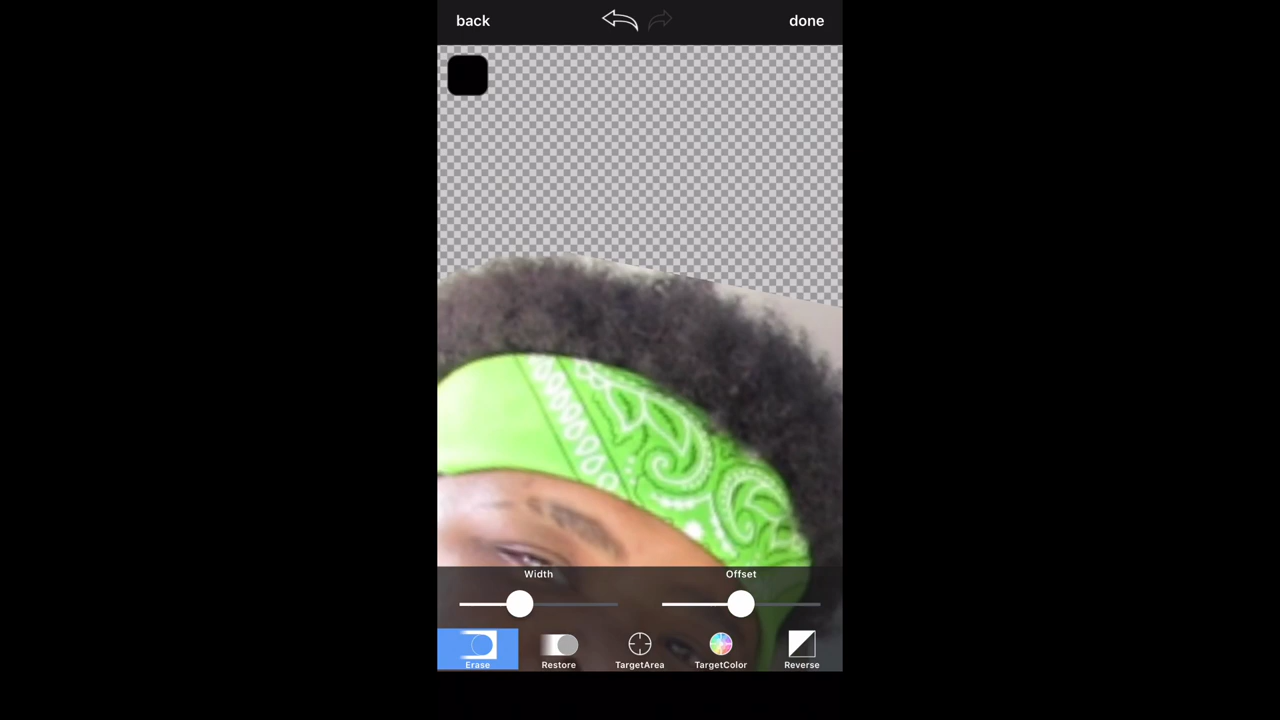 back
done
Width
Offset
Erase
Restore
TargetArea
TargetColor
Reverse